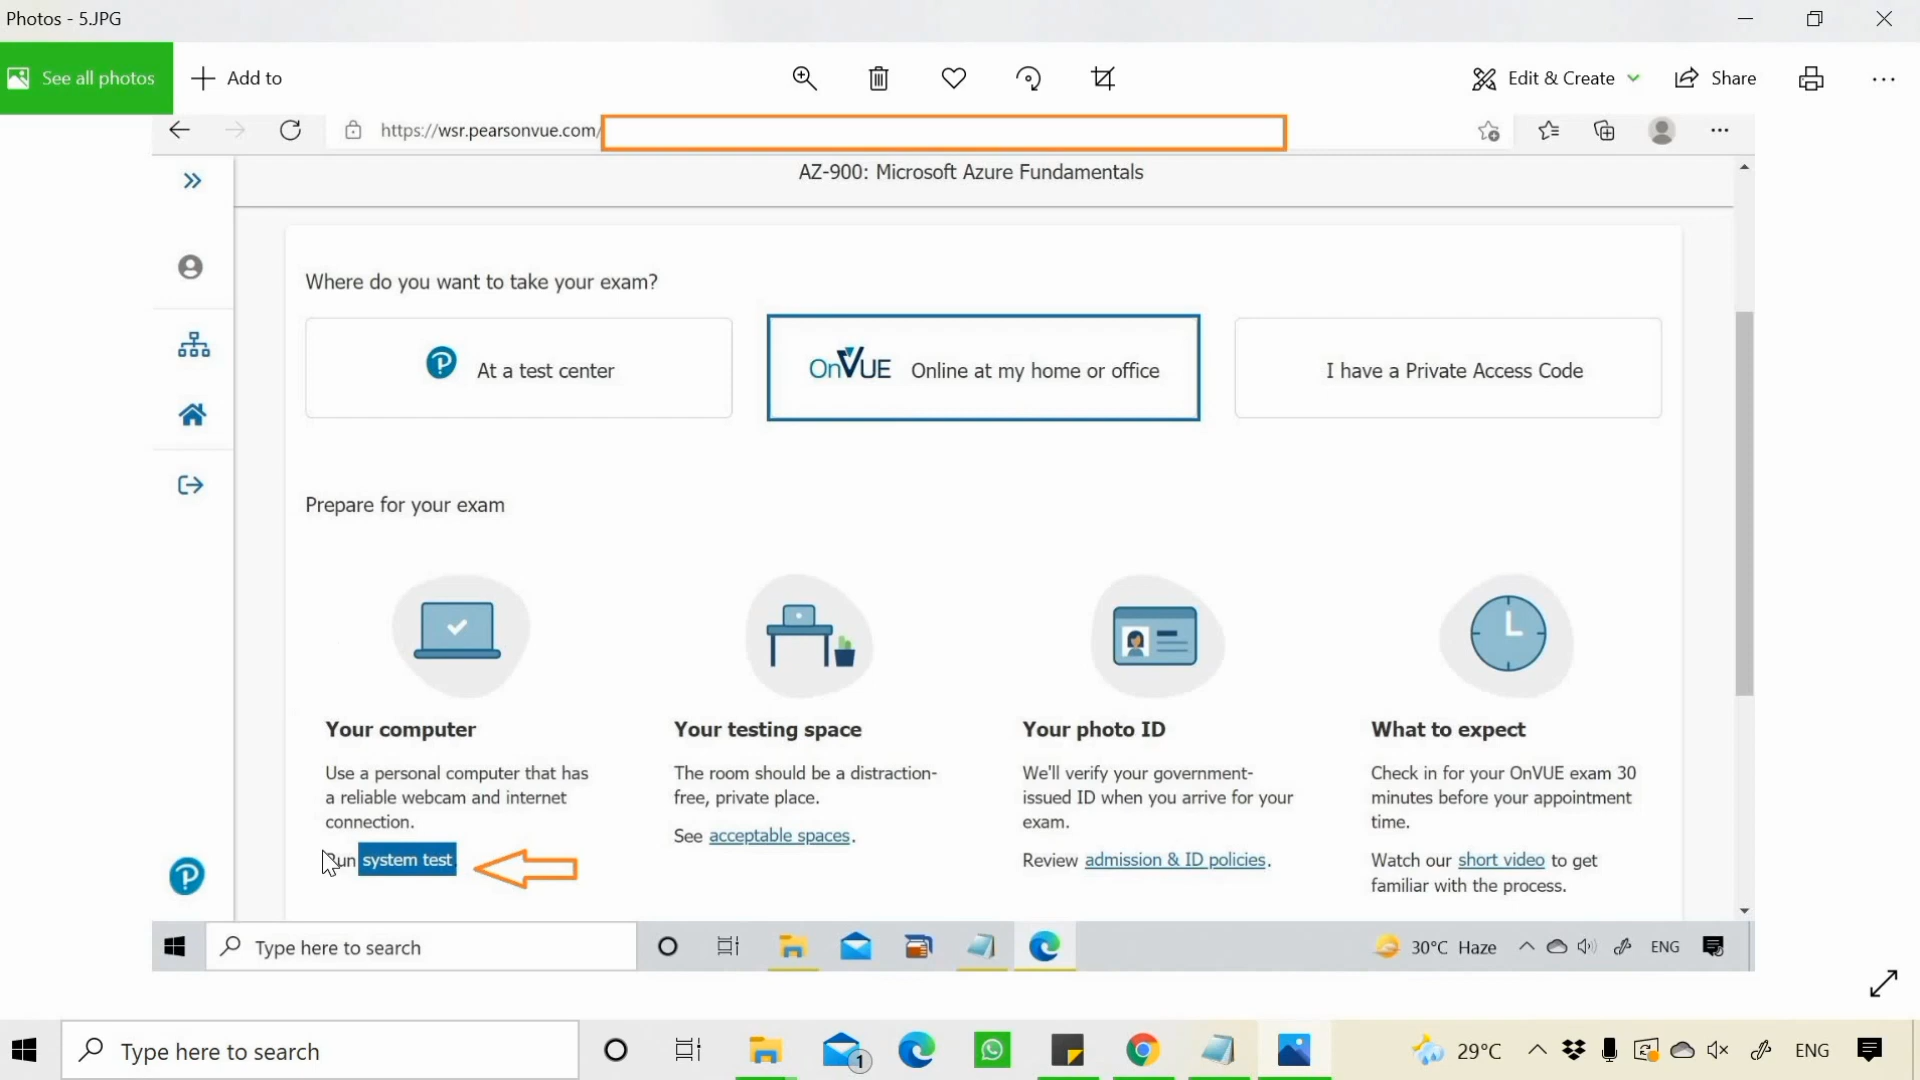 Photos - 5.JPG
See all photos
Add to
Edit & Create
Share
https://wsr.pearsonvue.com/
AZ-900: Microsoft Azure Fundamentals
Where do you want to take your exam?
At a test center
OnVUE Online at my home or office
I have a Private Access Code
Prepare for your exam
Your computer
Use a personal computer that has
a reliable webcam and internet
connection.
Run system test
Your testing space
The room should be a distraction-
free, private place.
See acceptable spaces.
Your photo ID
We'll verify your government-
issued ID when you arrive for your
exam.
Review admission & ID policies.
What to expect
Check in for your OnVUE exam 30
minutes before your appointment
time.
Watch our short video to get
familiar with the process.
Type here to search
30°C Haze
ENG
Type here to search
1
29°C
ENG